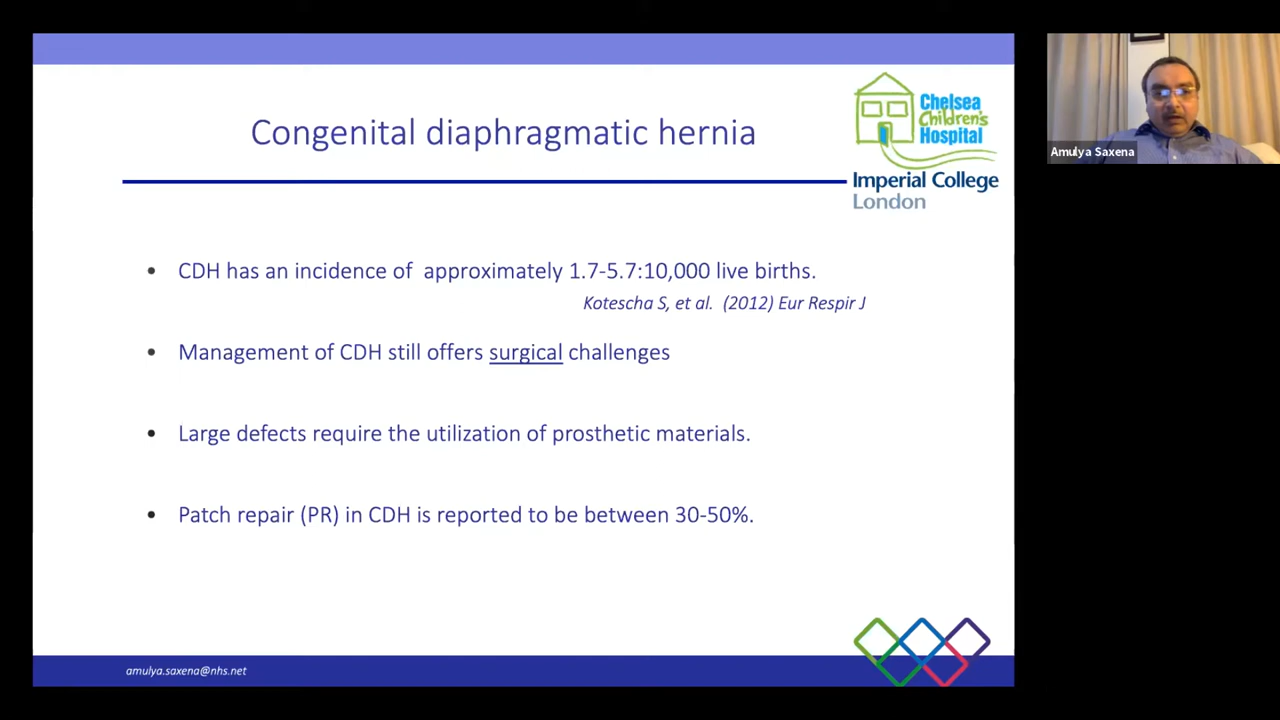 Congenital diaphragmatic hernia
Chelsea
Children's
Hospital
Imperial College
London
Amulya Saxena
• CDH has an incidence of approximately 1.7-5.7:10,000 live births.
Kotescha S, et al. (2012) Eur Respir J
• Management of CDH still offers surgical challenges
• Large defects require the utilization of prosthetic materials.
• Patch repair (PR) in CDH is reported to be between 30-50%.
amulya.saxena@nhs.net